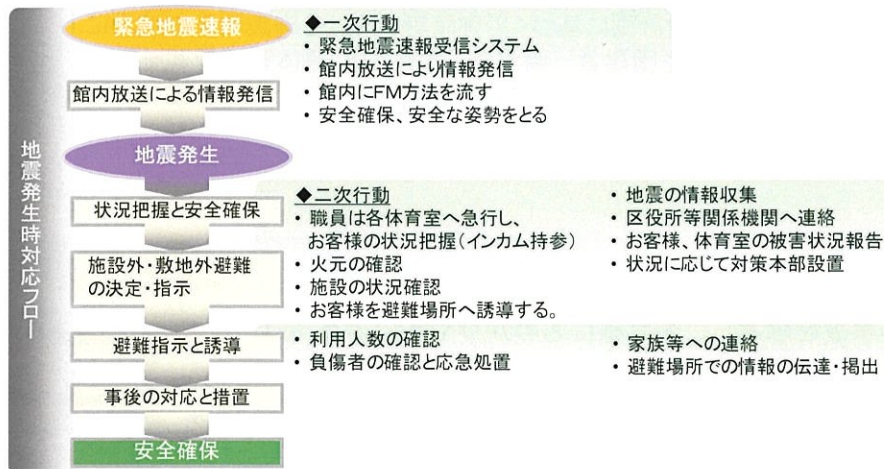 地震発生時対応フロー
緊急地震速報
館内放送による情報発信
地震発生
状況把握と安全確保
施設外・敷地外避難
の決定・指示
避難指示と誘導
事後の対応と措置
安全確保
◆一次行動
・緊急地震速報受信システム
・館内放送により情報発信
・館内にFM方法を流す
・安全確保、安全な姿勢をとる
◆二次行動
・職員は各体育室へ急行し、
お客様の状況把握(インカム持参)
・火元の確認
・施設の状況確認
・お客様を避難場所へ誘導する。
・利用人数の確認
・負傷者の確認と応急処置
・地震の情報収集
・区役所等関係機関へ連絡
・お客様、体育室の被害状況報告
・状況に応じて対策本部設置
・家族等への連絡
・避難場所での情報の伝達・掲出